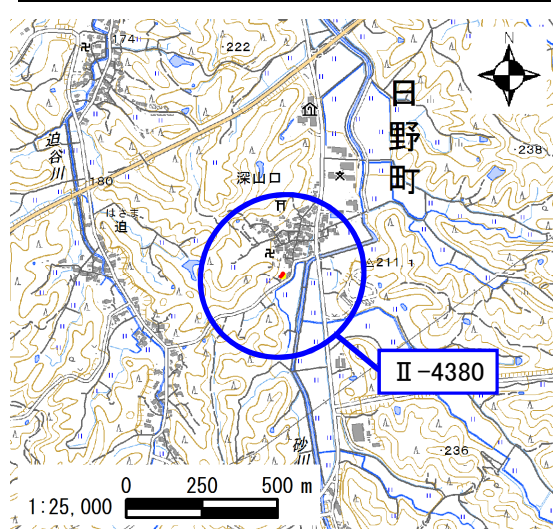 174
・222
N
日野町
迫谷川
・238
・180
深山口
はさま
迫
△211.1
Ⅱ-4380
・236
砂川
0 250 500 m
1:25,000